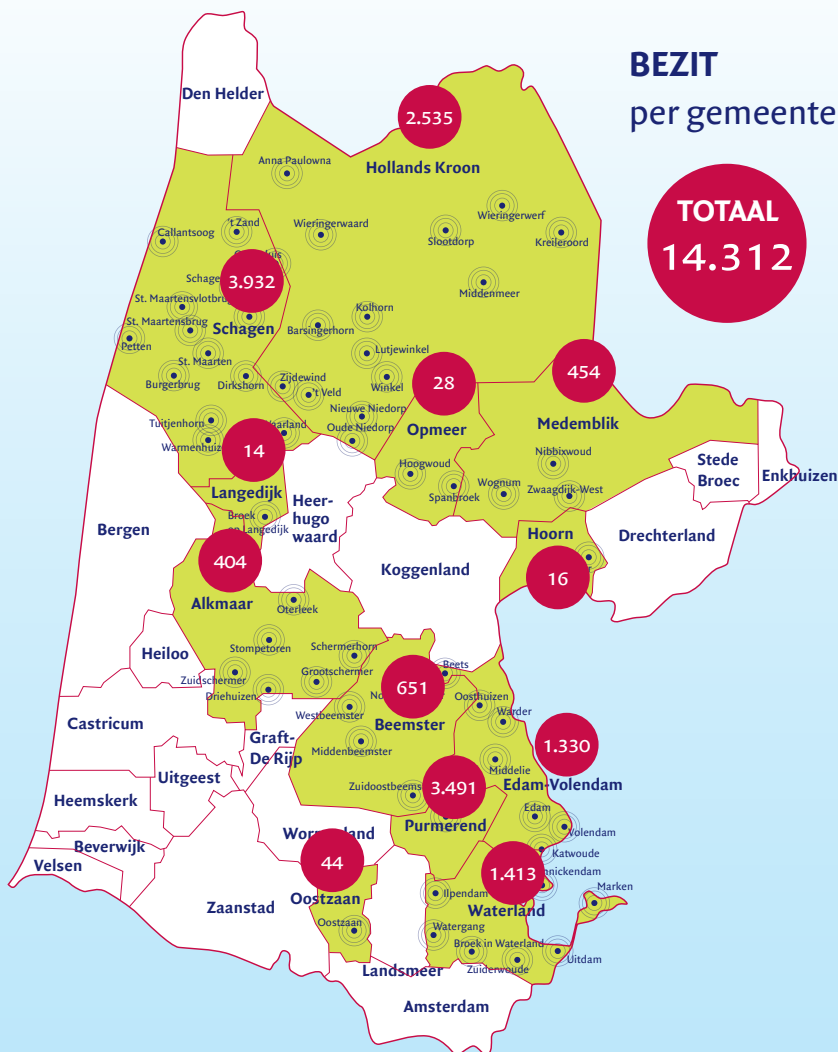 BEZIT
per gemeente
TOTAAL
14.312
Den Helder
2.535
Hollands Kroon
Anna Paulowna
't Zand
Callantsoog
Wieringerwaard
Wieringerwerf
Slootdorp
Kreileroord
3.932
Schagen
St. Maartensvlotbrug
St. Maartensbrug
Petten
St. Maarten
Burgerbrug
Dirkshorn
Middenmeer
Kolhorn
Barsingerhorn
Lutjewinkel
Winkel
Zijdewind
't Veld
Nieuwe Niedorp
Oude Niedorp
Tuitjenhorn
28
Opmeer
454
Medemblik
Hoogwoud
Spanbroek
Wognum
Nibbixwoud
Zwaagdijk-West
Stede
Broec
Enkhuizen
Drechterland
14
Langedijk
Broek
op Langedijk
Heer-
hugo
waard
Bergen
Koggenland
Hoorn
16
404
Alkmaar
Oterleek
Stompetoren
Schermerhorn
Heiloo
Zuidschermer
Driehuizen
Grootschermer
651
Beemster
Beets
Oosthuizen
Warder
Westbeemster
Middenbeemster
Castricum
Graft-
De Rijp
1.330
Edam-Volendam
Middelie
Uitgeest
Zuidoostbeemster
3.491
Purmerend
Edam
Volendam
Katwoude
Heemskerk
Beverwijk
Velsen
44
Oostzaan
Oostzaan
1.413
Waterland
Ilpendam
Marken
Zaanstad
Watergang
Broek in Waterland
Zuiderwoude
Uitdam
Landsmeer
Amsterdam